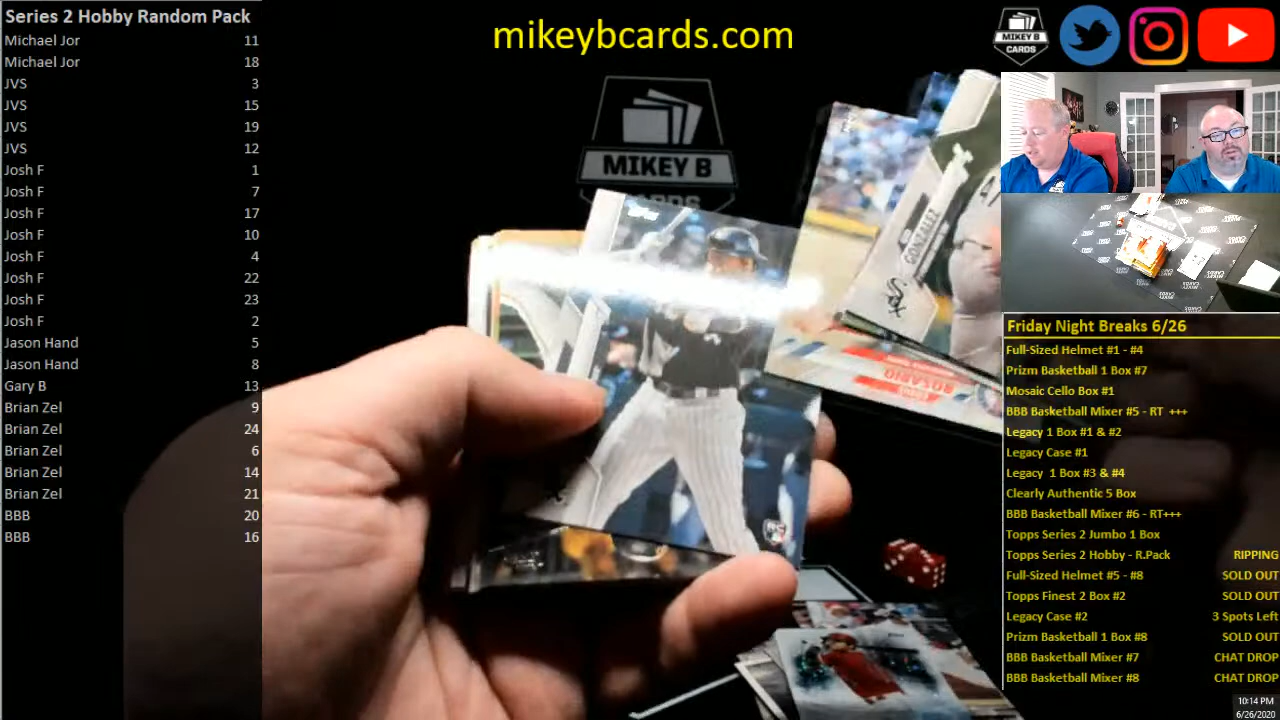 Series 2 Hobby Random Pack
Michael Jor 11
Michael Jor 18
JVS 3
JVS 15
JVS 19
JVS 12
Josh F 1
Josh F 7
Josh F 17
Josh F 10
Josh F 4
Josh F 22
Josh F 23
Josh F 2
Jason Hand 5
Jason Hand 8
Gary B 13
Brian Zel 9
Brian Zel 24
Brian Zel 6
Brian Zel 14
Brian Zel 21
BBB 20
BBB 16
mikeybcards.com
MIKEY B
CARDS
MIKEY B
CARDS
topps
GONZALEZ
Sox
ROSARIO
Friday Night Breaks 6/26
Full-Sized Helmet #1 - #4
Prizm Basketball 1 Box #7
Mosaic Cello Box #1
BBB Basketball Mixer #5 - RT +++
Legacy 1 Box #1 & #2
Legacy Case #1
Legacy 1 Box #3 & #4
Clearly Authentic 5 Box
BBB Basketball Mixer #6 - RT+++
Topps Series 2 Jumbo 1 Box
Topps Series 2 Hobby - R.Pack RIPPING
Full-Sized Helmet #5 - #8 SOLD OUT
Topps Finest 2 Box #2 SOLD OUT
Legacy Case #2 3 Spots Left
Prizm Basketball 1 Box #8 SOLD OUT
BBB Basketball Mixer #7 CHAT DROP
BBB Basketball Mixer #8 CHAT DROP
10:14 PM
6/26/2020